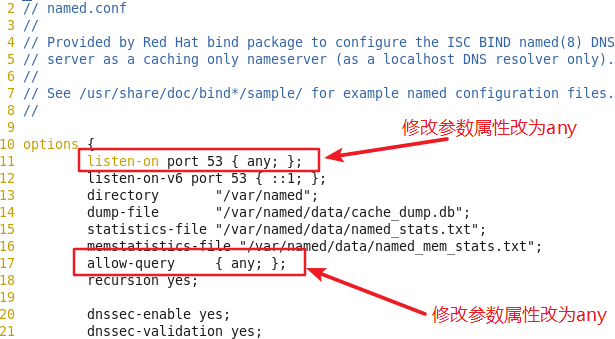 2 // named.conf
3 //
4 // Provided by Red Hat bind package to configure the ISC BIND named(8) DNS
5 // server as a caching only nameserver (as a localhost DNS resolver only).
6 //
7 // See /usr/share/doc/bind*/sample/ for example named configuration files.
8 //
9
修改参数属性改为any
10 options {
11 listen-on port 53 { any; };
12 listen-on-v6 port 53 { ::1; };
13 directory "/var/named";
14 dump-file "/var/named/data/cache_dump.db";
15 statistics-file "/var/named/data/named_stats.txt";
16 memstatistics-file "/var/named/data/named_mem_stats.txt";
17 allow-query { any; };
18 recursion yes;
19
修改参数属性改为any
20 dnssec-enable yes;
21 dnssec-validation yes;